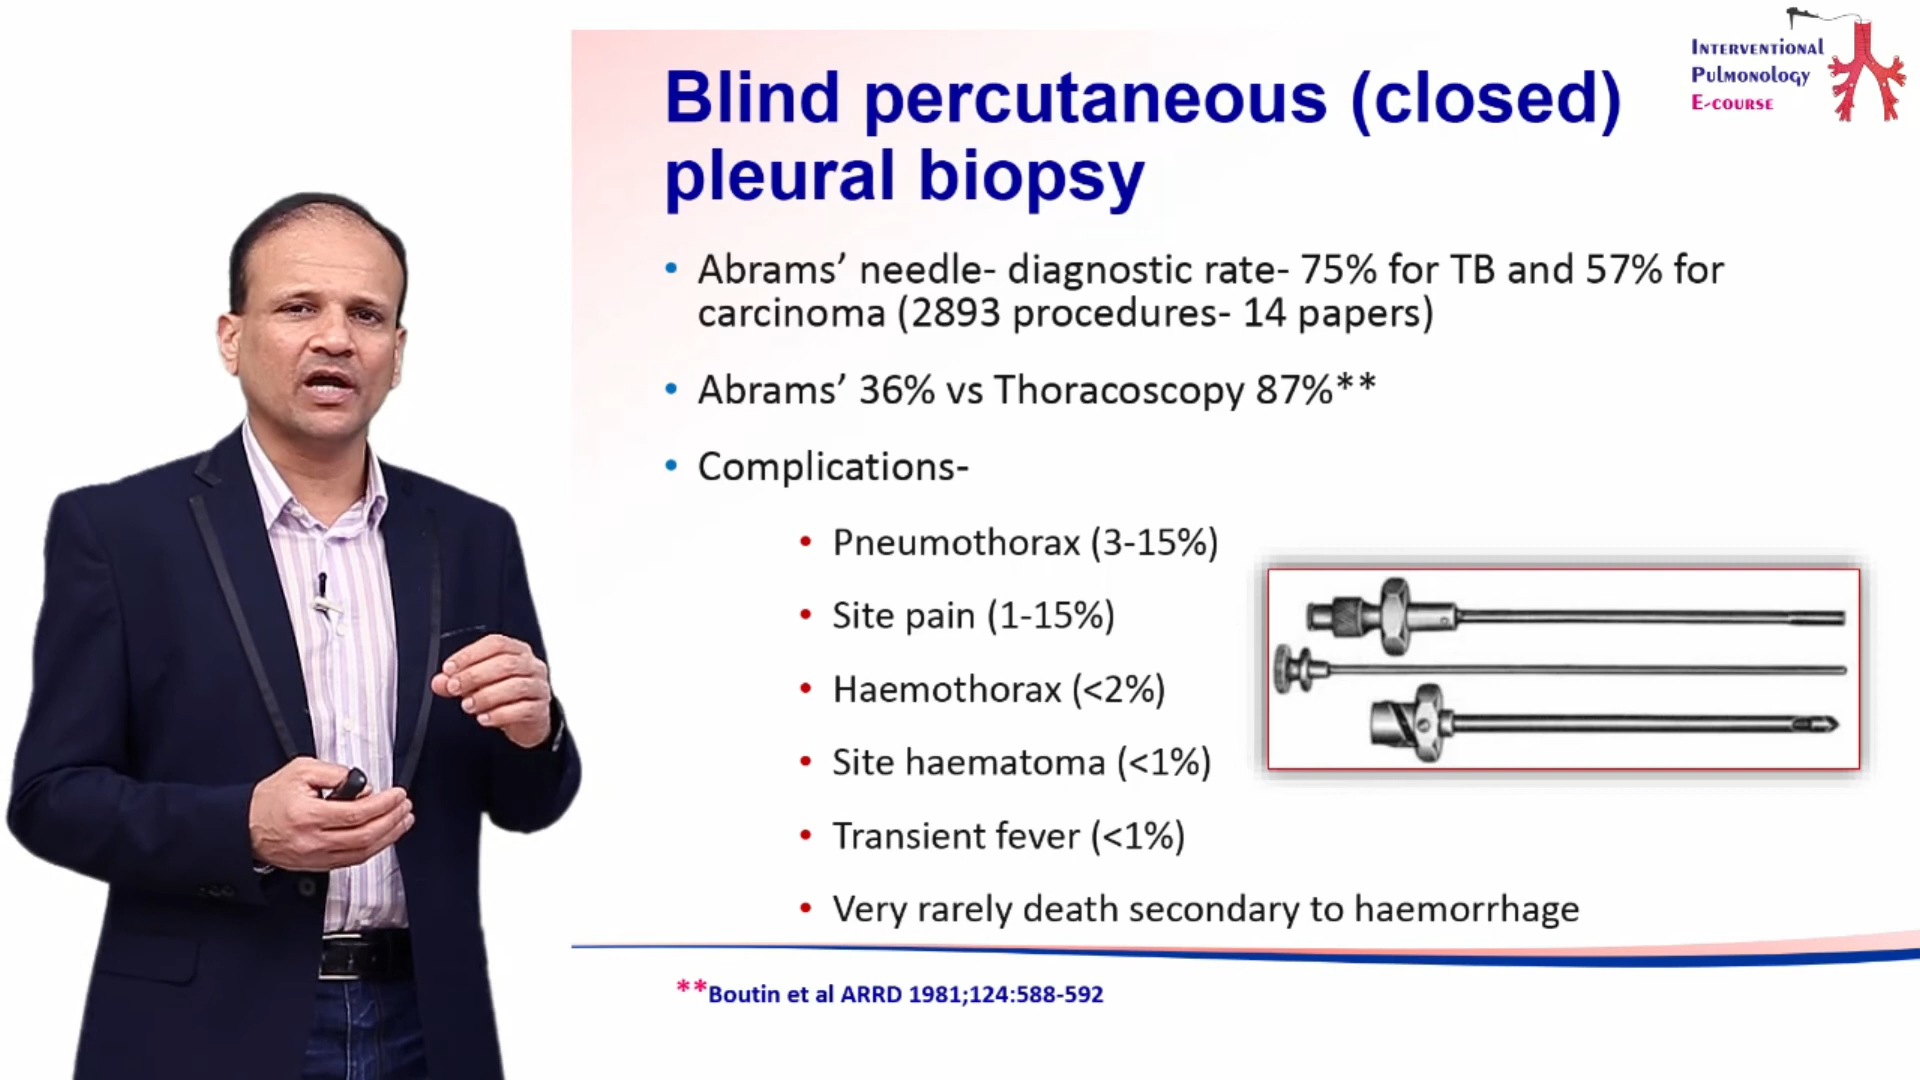 INTERVENTIONAL
PULMONOLOGY
E-COURSE
Blind percutaneous (closed)
pleural biopsy
• Abrams’ needle- diagnostic rate- 75% for TB and 57% for
carcinoma (2893 procedures- 14 papers)
• Abrams’ 36% vs Thoracoscopy 87%**
• Complications-
• Pneumothorax (3-15%)
• Site pain (1-15%)
• Haemothorax (<2%)
• Site haematoma (<1%)
• Transient fever (<1%)
• Very rarely death secondary to haemorrhage
**Boutin et al ARRD 1981;124:588-592